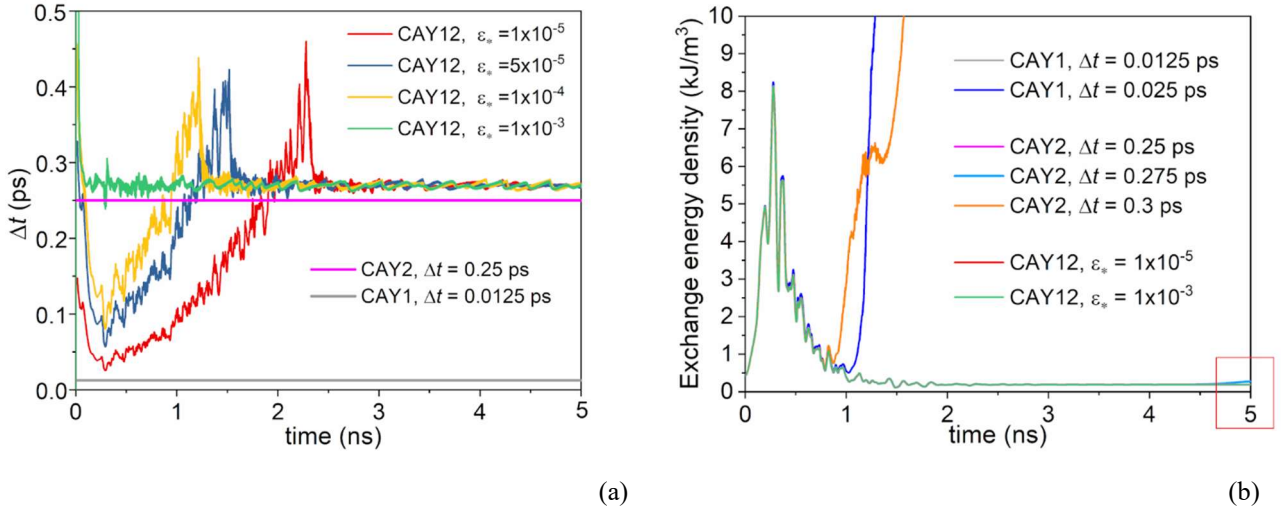 0.5
0.4
0.3
0.2
0.1
0.0
Δt (ps)
CAY12, ε* =1x10⁻⁵
CAY12, ε* =5x10⁻⁵
CAY12, ε* =1x10⁻⁴
CAY12, ε* =1x10⁻³
CAY2, Δt = 0.25 ps
CAY1, Δt = 0.0125 ps
0 1 2 3 4 5
time (ns)
(a)
10
9
8
7
6
5
4
3
2
1
0
Exchange energy density (kJ/m³)
CAY1, Δt = 0.0125 ps
CAY1, Δt = 0.025 ps
CAY2, Δt = 0.25 ps
CAY2, Δt = 0.275 ps
CAY2, Δt = 0.3 ps
CAY12, ε* = 1x10⁻⁵
CAY12, ε* = 1x10⁻³
0 1 2 3 4 5
time (ns)
(b)